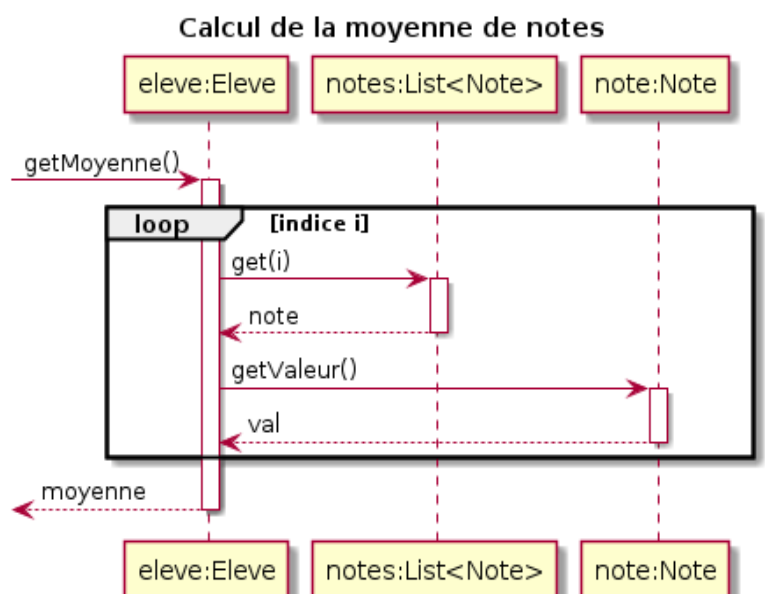 Calcul de la moyenne de notes
eleve:Eleve notes:List<Note> note:Note
getMoyenne()
loop [indice i]
get(i)
note
getValeur()
val
moyenne
eleve:Eleve notes:List<Note> note:Note